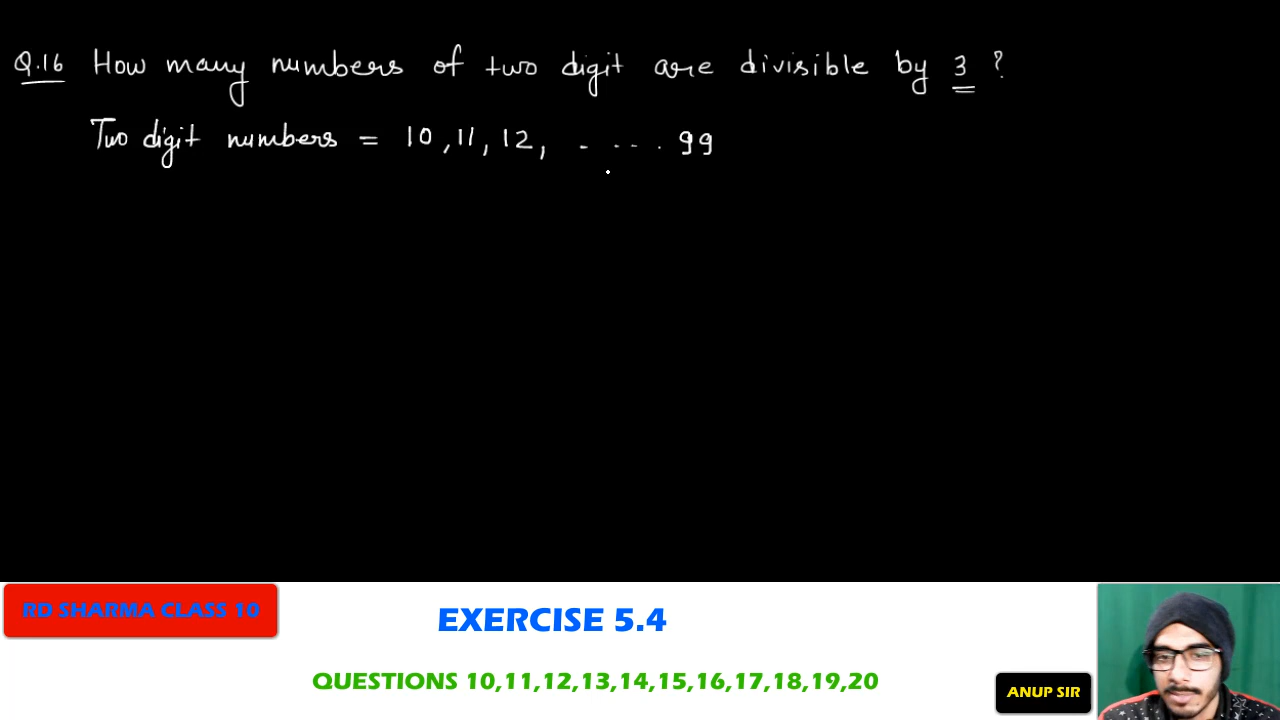 Q.16 How many numbers of two digit are divisible by 3 ?
Two digit numbers = 10, 11, 12, ..... 99
RD SHARMA CLASS 10
EXERCISE 5.4
QUESTIONS 10,11,12,13,14,15,16,17,18,19,20
ANUP SIR